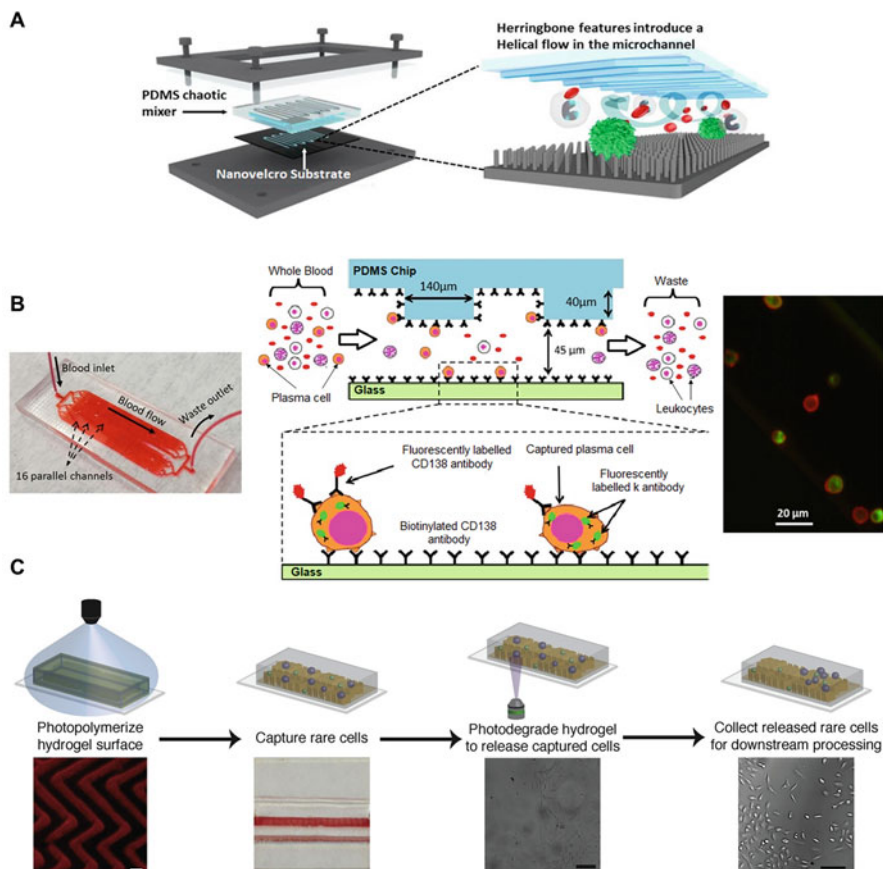 A
PDMS chaotic
mixer
Nanovelcro Substrate
Herringbone features introduce a
Helical flow in the microchannel
B
Blood inlet
Blood flow
Waste outlet
16 parallel channels
Whole Blood
Plasma cell
PDMS Chip
140μm
40μm
45 μm
Glass
Waste
Leukocytes
Fluorescently labelled
CD138 antibody
Captured plasma cell
Fluorescently
labelled k antibody
Biotinylated CD138
antibody
Glass
20 μm
C
Photopolymerize
hydrogel surface
Capture rare cells
Photodegrade hydrogel
to release captured cells
Collect released rare cells
for downstream processing